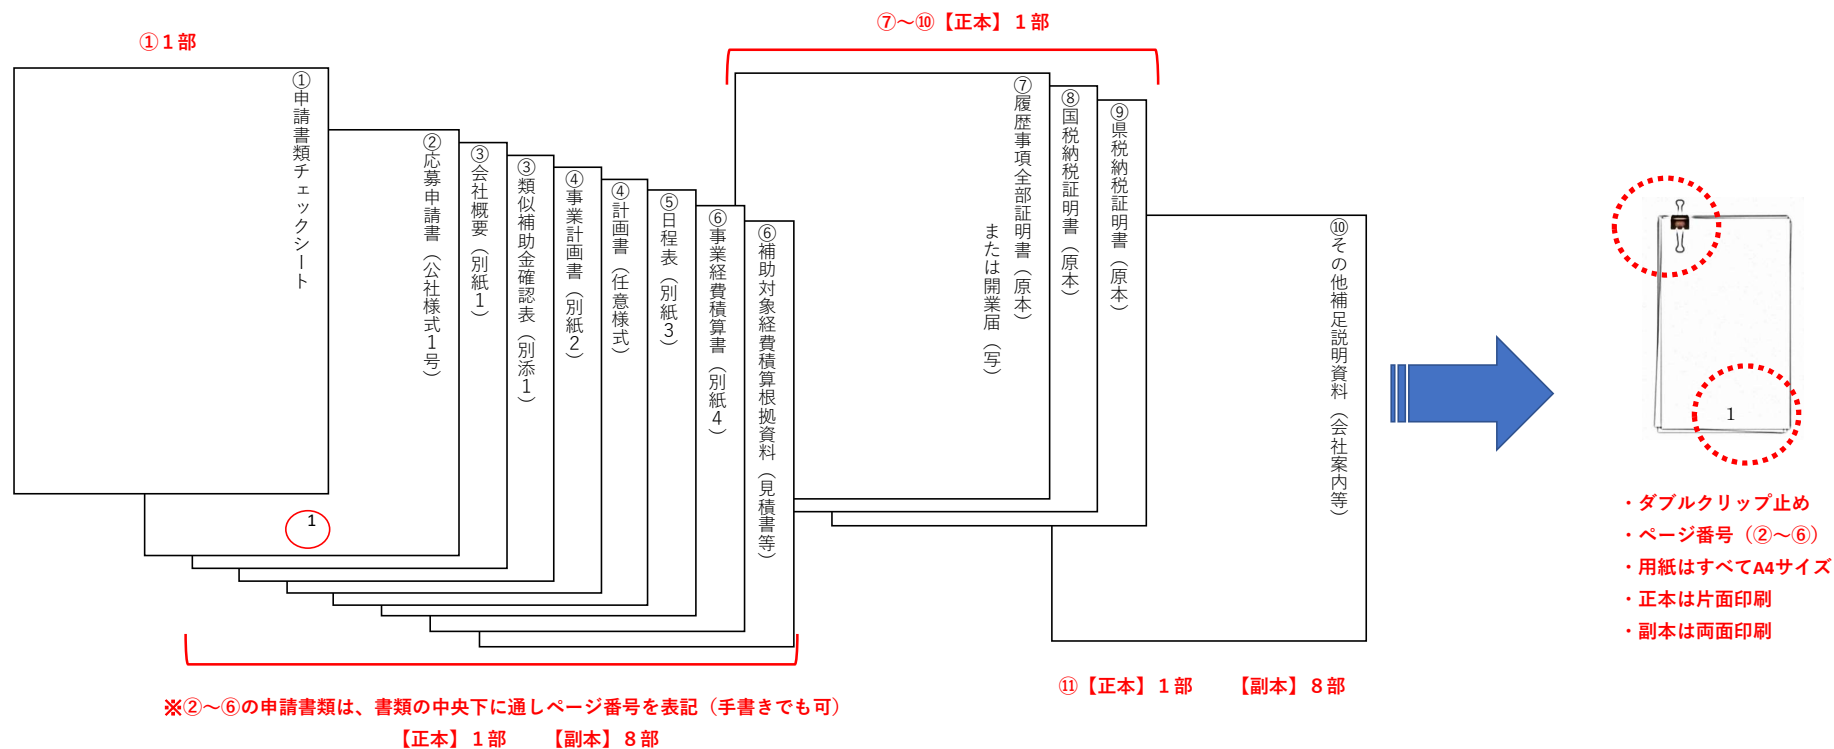 ①１部
⑦～⑩【正本】１部
①申請書類チェックシート
②応募申請書（公社様式１号）
③会社概要（別紙１）
③類似補助金確認表（別添１）
④事業計画書（別紙２）
④計画書（任意様式）
⑤日程表（別紙３）
⑥事業経費積算書（別紙４）
⑥補助対象経費積算根拠資料（見積書等）
⑦履歴事項全部証明書（原本）
または開業届（写）
⑧国税納税証明書（原本）
⑨県税納税証明書（原本）
⑩その他補足説明資料（会社案内等）
1
1
・ダブルクリップ止め
・ページ番号（②～⑥）
・用紙はすべてA4サイズ
・正本は片面印刷
・副本は両面印刷
※②～⑥の申請書類は、書類の中央下に通しページ番号を表記（手書きでも可）
【正本】１部　【副本】８部
⑪【正本】１部　【副本】８部